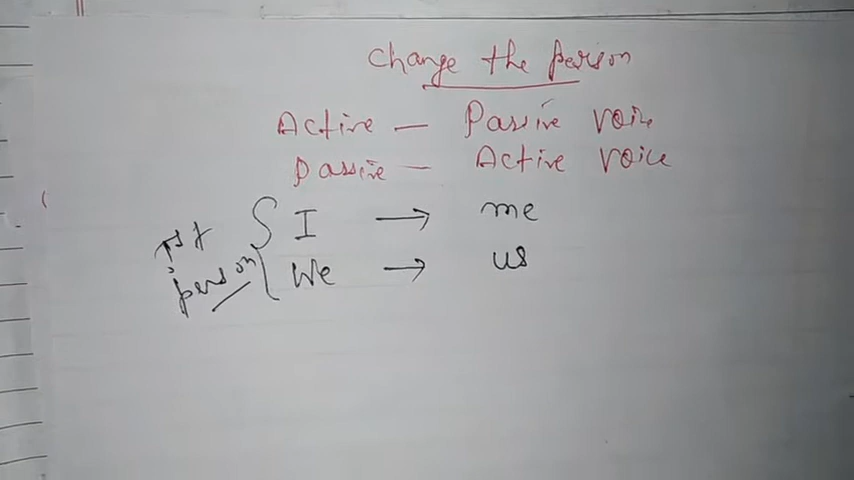 Change the person
Active — Passive voice
Passive — Active voice
1st person
I → me
We → us